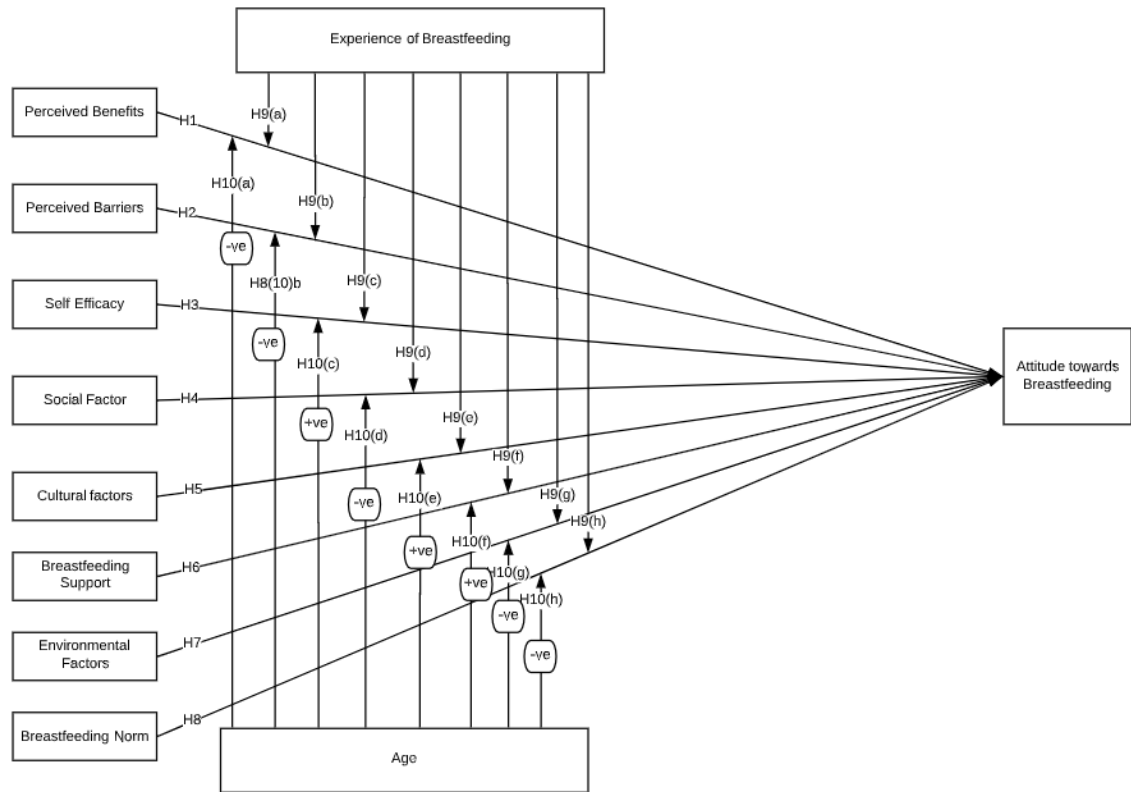 Experience of Breastfeeding
Perceived Benefits
H1
H9(a)
H10(a)
-ve
Perceived Barriers
H2
H9(b)
H8(10)b
-ve
Self Efficacy
H3
H9(c)
H10(c)
+ve
Social Factor
H4
H9(d)
H10(d)
-ve
Attitude towards
Breastfeeding
Cultural factors
H5
H9(e)
H10(e)
+ve
Breastfeeding
Support
H6
H9(f)
H10(f)
+ve
Environmental
Factors
H7
H9(g)
H10(g)
-ve
Breastfeeding Norm
H8
H9(h)
H10(h)
-ve
Age